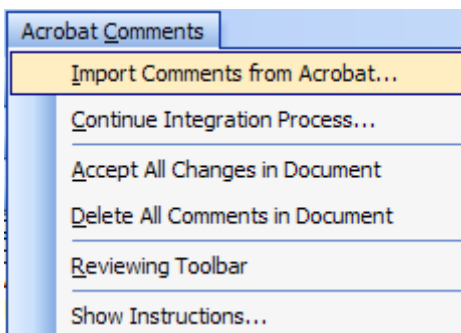 Acrobat Comments
Import Comments from Acrobat...
Continue Integration Process...
Accept All Changes in Document
Delete All Comments in Document
Reviewing Toolbar
Show Instructions...